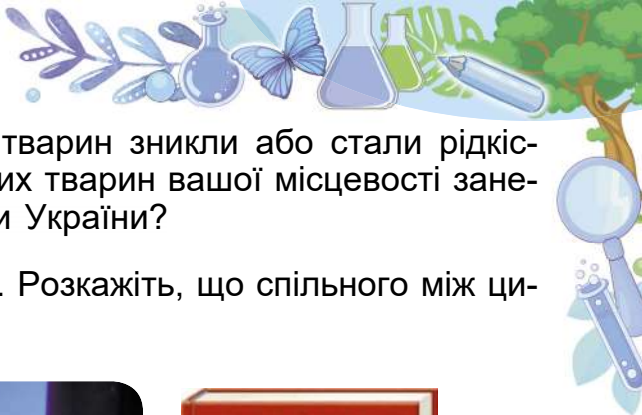 тварин зникли або стали рідкіс-
их тварин вашої місцевості зане-
и України?
. Розкажіть, що спільного між ци-